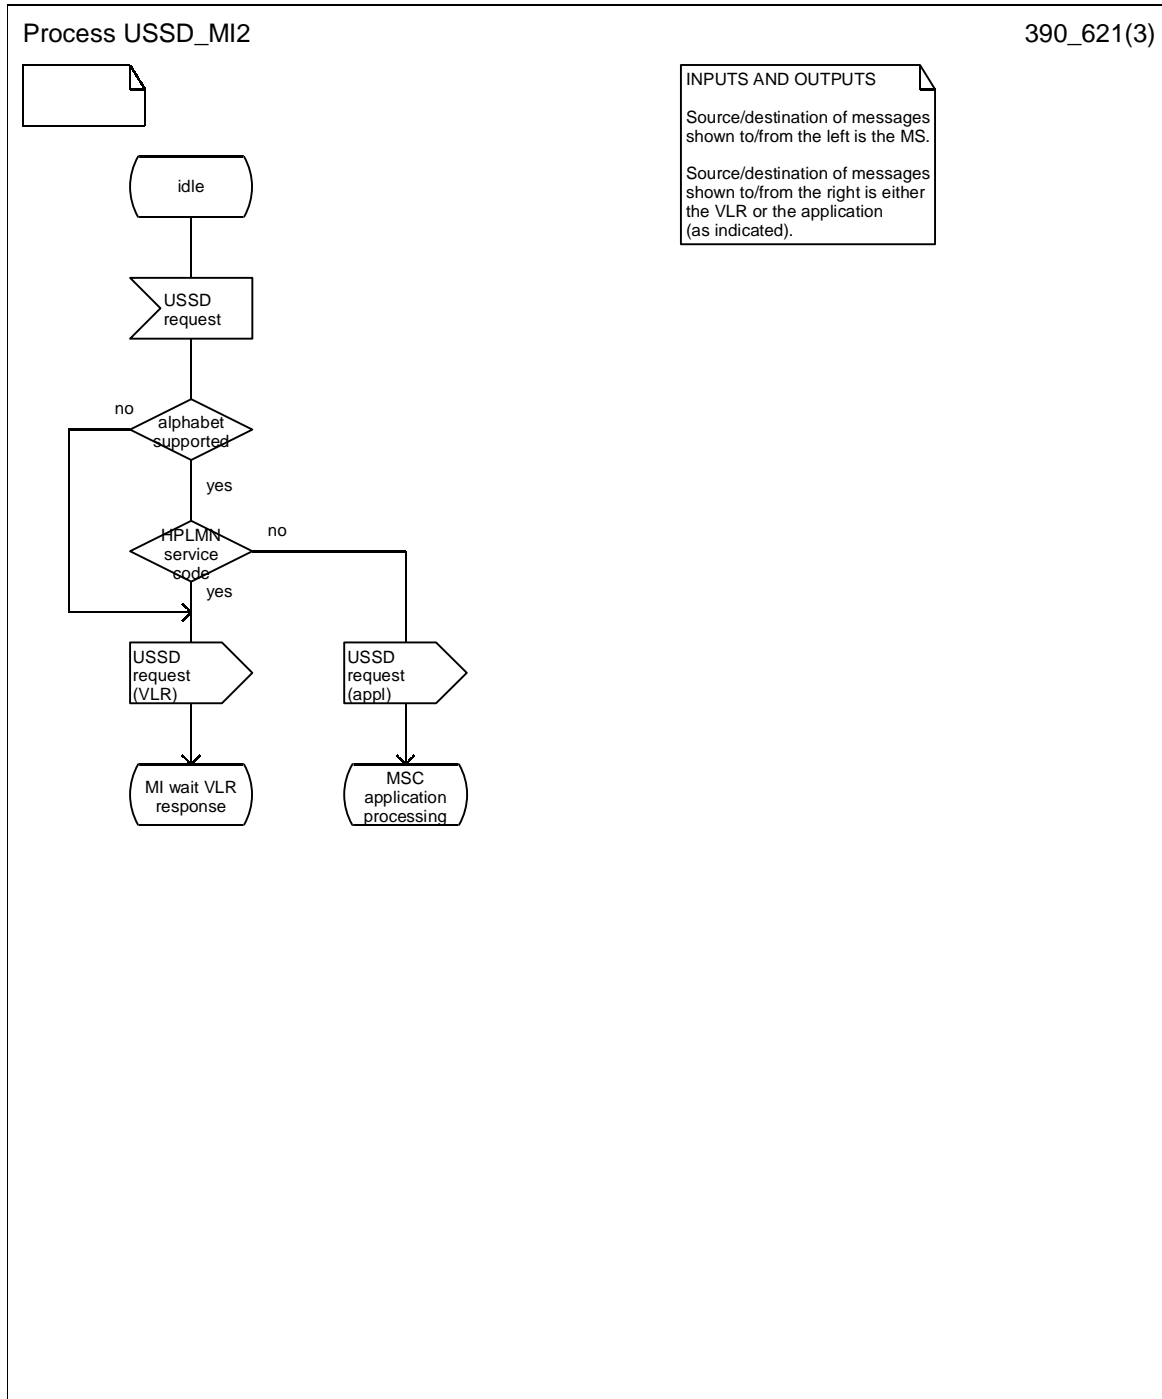 Process USSD_MI2
390_621(3)
INPUTS AND OUTPUTS
Source/destination of messages
shown to/from the left is the MS.
Source/destination of messages
shown to/from the right is either
the VLR or the application
(as indicated).
idle
USSD
request
no
alphabet
supported
yes
HPLMN
service
code
no
yes
USSD
request
(VLR)
USSD
request
(appl)
MI wait VLR
response
MSC
application
processing